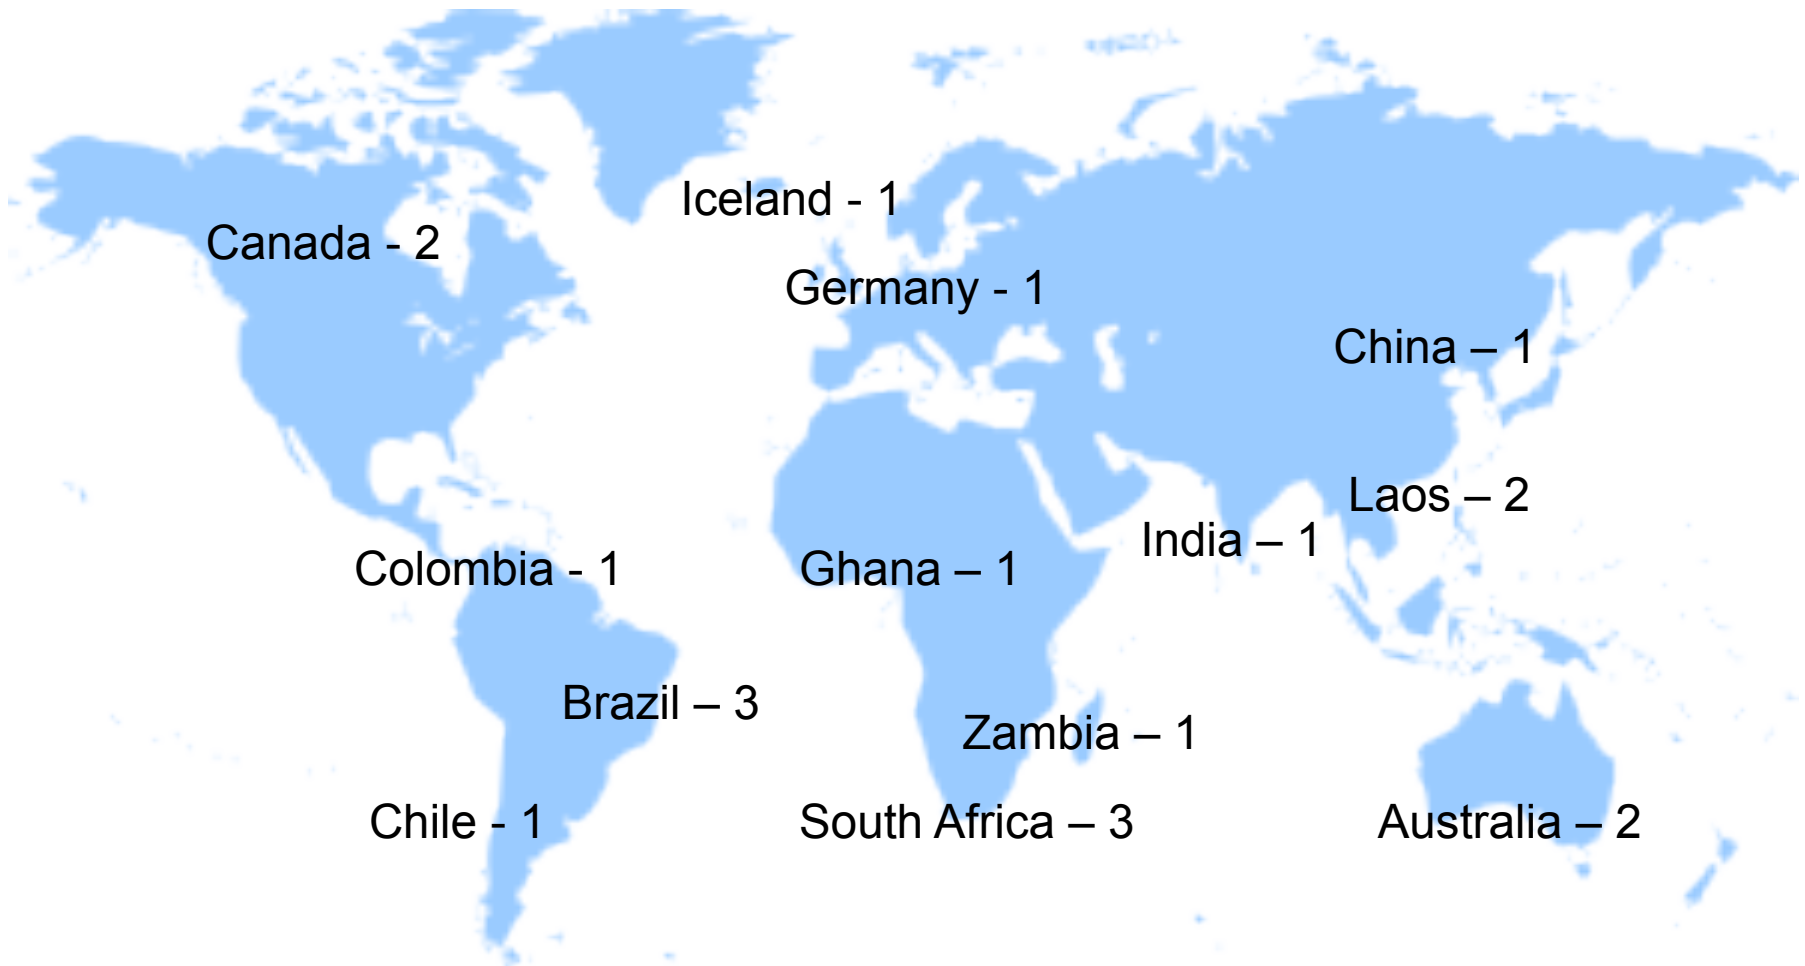 Iceland - 1
Canada - 2
Germany - 1
China – 1
Laos – 2
India – 1
Colombia - 1
Ghana – 1
Brazil – 3
Zambia – 1
Chile - 1
South Africa – 3
Australia – 2